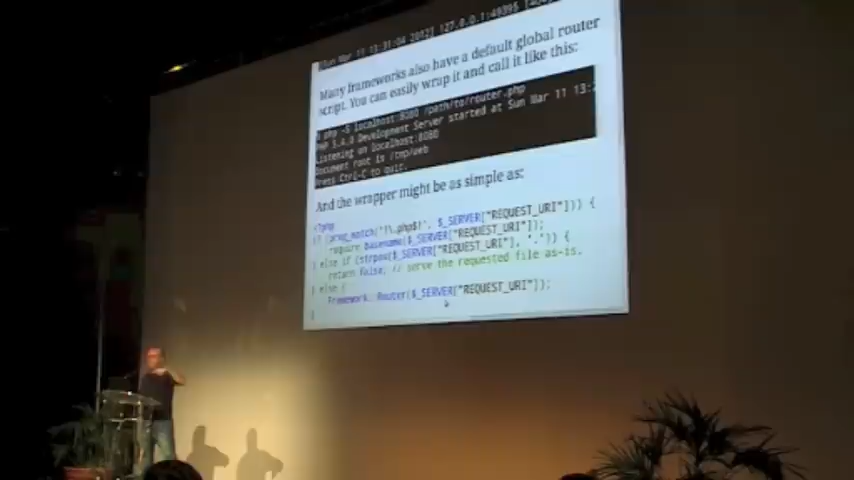 [Sun Mar 11 13:31:04 2012] 127.0.0.1:49395 [404]
Many frameworks also have a default global router
script. You can easily wrap it and call it like this:
$ php -S localhost:8080 /path/to/router.php
PHP 5.4.0 Development Server started at Sun Mar 11 13:
Listening on localhost:8080
Document root is /tmp/web
Press Ctrl-C to quit.
And the wrapper might be as simple as:
<?php
if (preg_match('!\.php$!', $_SERVER["REQUEST_URI"])) {
require basename($_SERVER["REQUEST_URI"]);
} else if (strpos($_SERVER["REQUEST_URI"], '.')) {
return false; // serve the requested file as-is.
} else {
Framework::Router($_SERVER["REQUEST_URI"]);
}